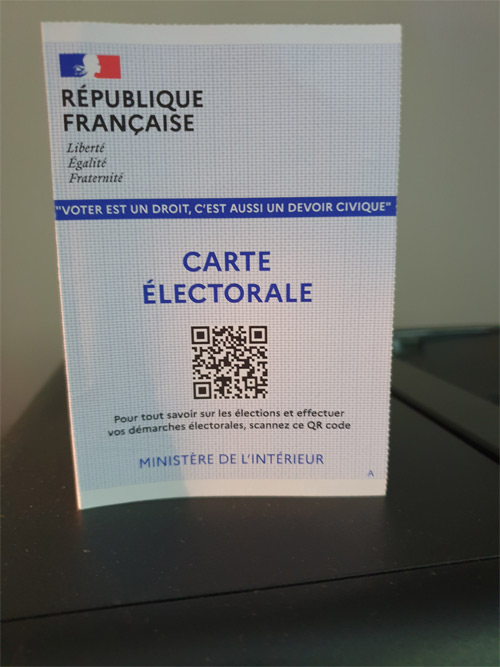 RÉPUBLIQUE
FRANÇAISE
Liberté
Égalité
Fraternité
"VOTER EST UN DROIT, C'EST AUSSI UN DEVOIR CIVIQUE"
CARTE
ÉLECTORALE
Pour tout savoir sur les élections et effectuer
vos démarches électorales, scannez ce QR code
MINISTÈRE DE L'INTÉRIEUR
A